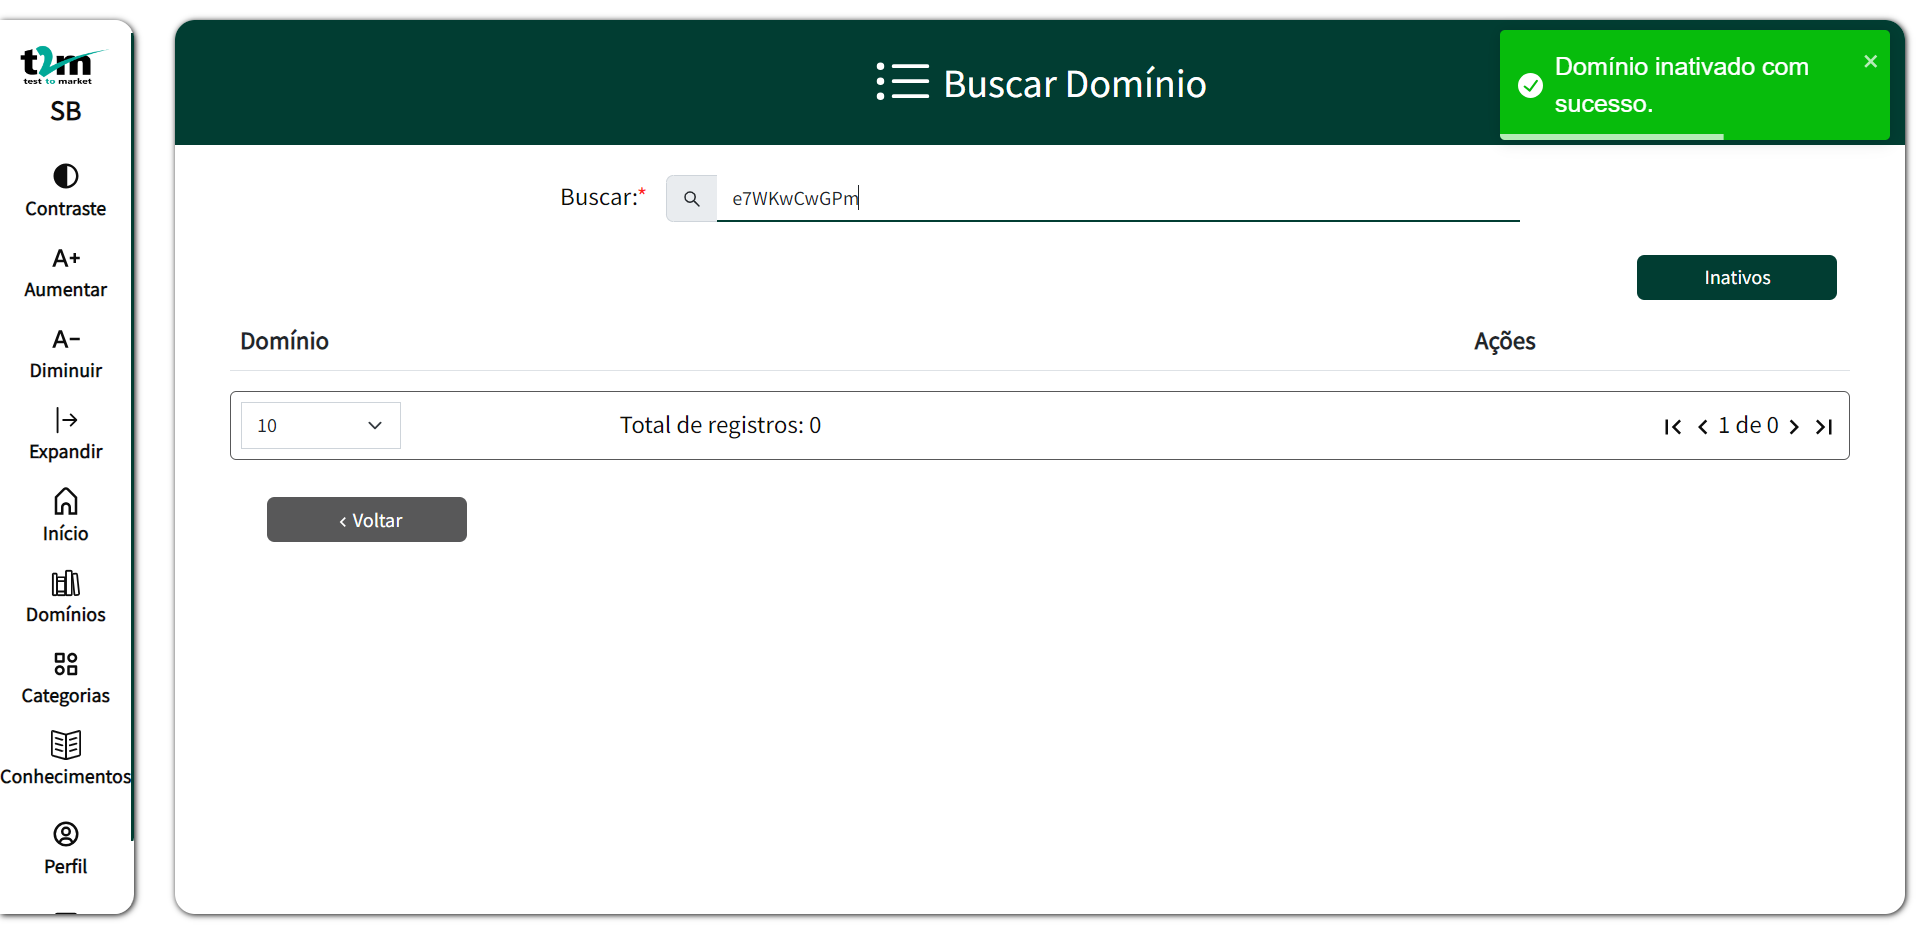 t2m
test to market
SB
Contraste
A+
Aumentar
A-
Diminuir
Expandir
Início
Domínios
Categorias
Conhecimentos
Perfil
Buscar Domínio
Domínio inativado com
sucesso.
Buscar:*
e7WKwCwGPm
Inativos
Domínio
Ações
10
Total de registros: 0
1 de 0
‹ Voltar